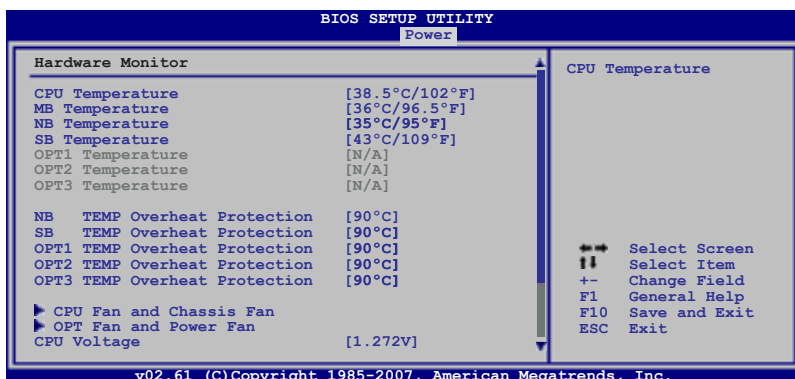 BIOS SETUP UTILITY
Power
Hardware Monitor
CPU Temperature [38.5°C/102°F]
MB Temperature [36°C/96.5°F]
NB Temperature [35°C/95°F]
SB Temperature [43°C/109°F]
OPT1 Temperature [N/A]
OPT2 Temperature [N/A]
OPT3 Temperature [N/A]
NB TEMP Overheat Protection [90°C]
SB TEMP Overheat Protection [90°C]
OPT1 TEMP Overheat Protection [90°C]
OPT2 TEMP Overheat Protection [90°C]
OPT3 TEMP Overheat Protection [90°C]
CPU Fan and Chassis Fan
OPT Fan and Power Fan
CPU Voltage [1.272V]
CPU Temperature
Select Screen
Select Item
+- Change Field
F1 General Help
F10 Save and Exit
ESC Exit
v02.61 (C)Copyright 1985-2007, American Megatrends, Inc.